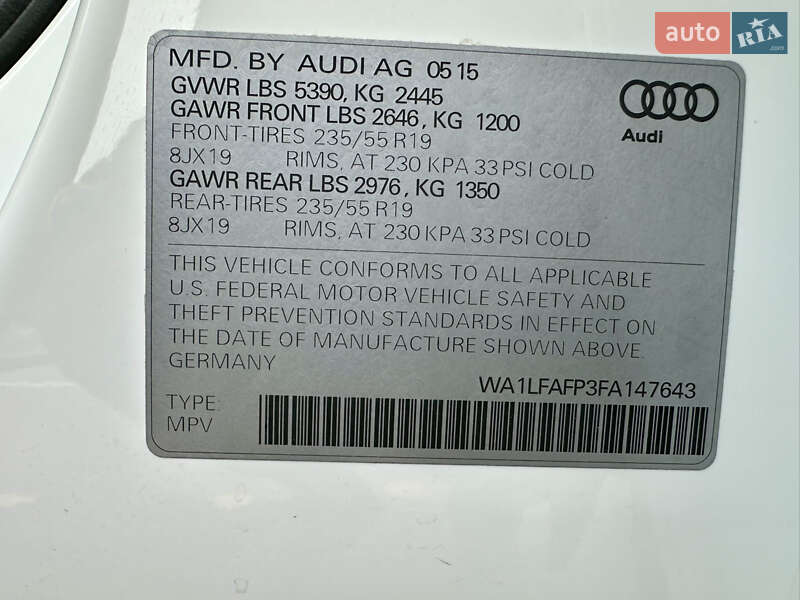 auto RIA.com
MFD. BY AUDI AG 05 15
GVWR LBS 5390, KG 2445
GAWR FRONT LBS 2646, KG 1200
FRONT-TIRES 235/55 R19
8JX19 RIMS, AT 230 KPA 33 PSI COLD
GAWR REAR LBS 2976, KG 1350
REAR-TIRES 235/55 R19
8JX19 RIMS, AT 230 KPA 33 PSI COLD
Audi
THIS VEHICLE CONFORMS TO ALL APPLICABLE
U.S. FEDERAL MOTOR VEHICLE SAFETY AND
THEFT PREVENTION STANDARDS IN EFFECT ON
THE DATE OF MANUFACTURE SHOWN ABOVE.
GERMANY
WA1LFAFP3FA147643
TYPE:
MPV